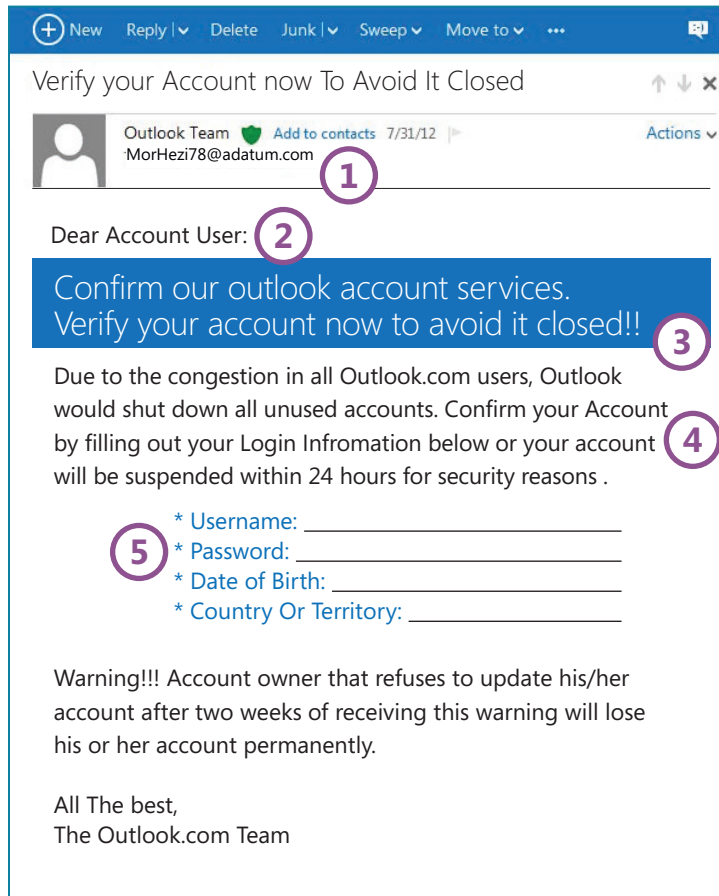 New Reply Delete Junk Sweep Move to ••• :-)
Verify your Account now To Avoid It Closed
Outlook Team Add to contacts 7/31/12 Actions
MorHezi78@adatum.com
1
Dear Account User: 2
Confirm our outlook account services.
Verify your account now to avoid it closed!!
3
Due to the congestion in all Outlook.com users, Outlook
would shut down all unused accounts. Confirm your Account
by filling out your Login Infromation below or your account 4
will be suspended within 24 hours for security reasons .
* Username: ____________
5 * Password: ____________
* Date of Birth: ____________
* Country Or Territory: ____________
Warning!!! Account owner that refuses to update his/her
account after two weeks of receiving this warning will lose
his or her account permanently.
All The best,
The Outlook.com Team